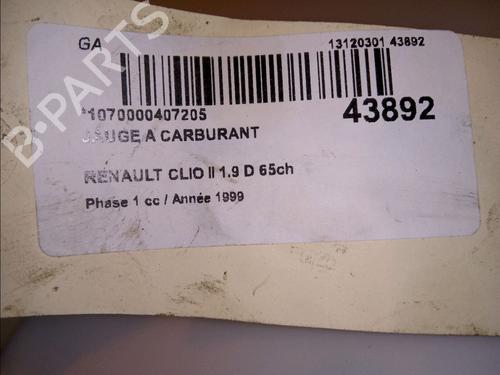 GA 13120301 43892
*1070000407205 43892
JAUGE A CARBURANT
RENAULT CLIO II 1.9 D 65ch
Phase 1 cc / Année 1999
B-PARTS